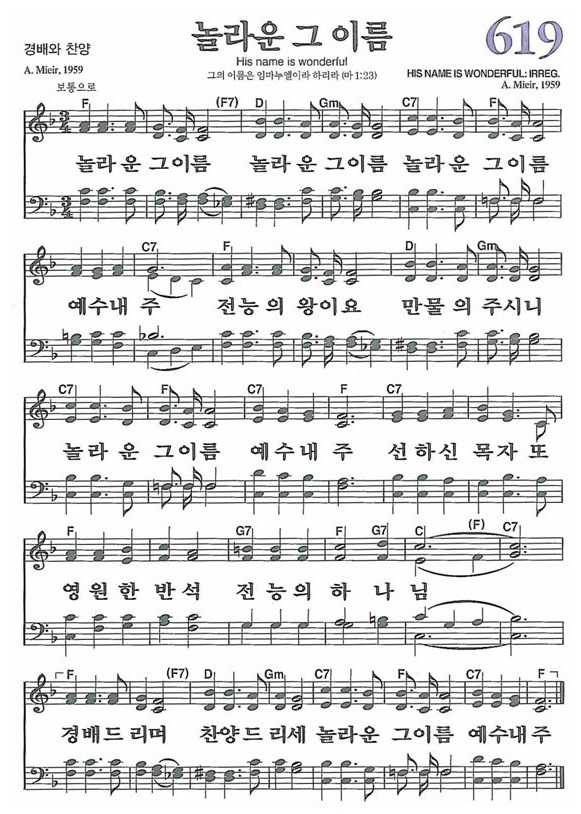 놀라운 그 이름
619
경배와 찬양
His name is wonderful
A. Mieir, 1959
그의 이름은 임마누엘이라 하리라 (마 1:23)
HIS NAME IS WONDERFUL: IRREG.
A. Mieir, 1959
보통으로
F (F7) D Gm C7 F
놀라운 그이름 놀라운 그이름 놀라운 그이름
C7 F D Gm
예수내 주 전능의 왕이요 만물의 주시니
C7 F C7 F C7 F
놀라운 그이름 예수내 주 선하신 목자 또
F G7 F G7 C (F) C7
영원한 반석 전능의 하 나 님
F (F7) D Gm C7 F C7 F
경배드리며 찬양드리세 놀라운 그이름 예수내주